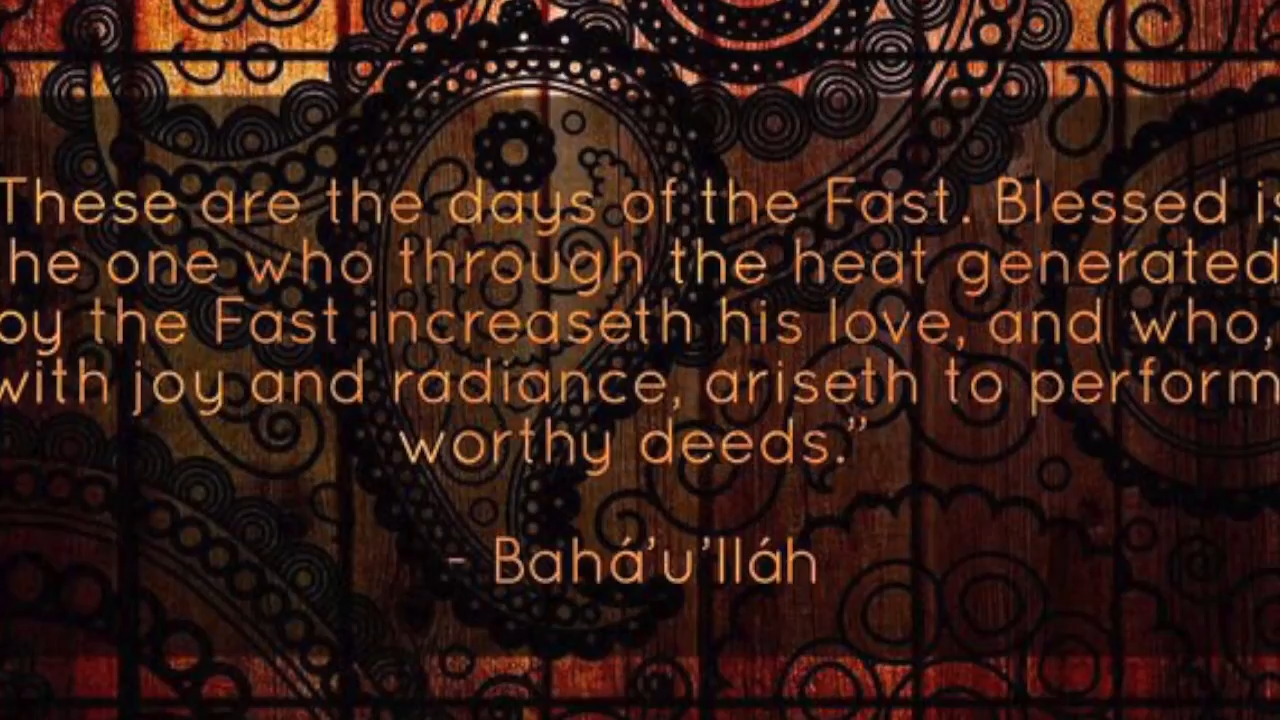 These are the days of the Fast. Blessed is
he one who through the heat generated
by the Fast increaseth his love, and who,
with joy and radiance, ariseth to perform
worthy deeds.”
- Bahá’u’lláh